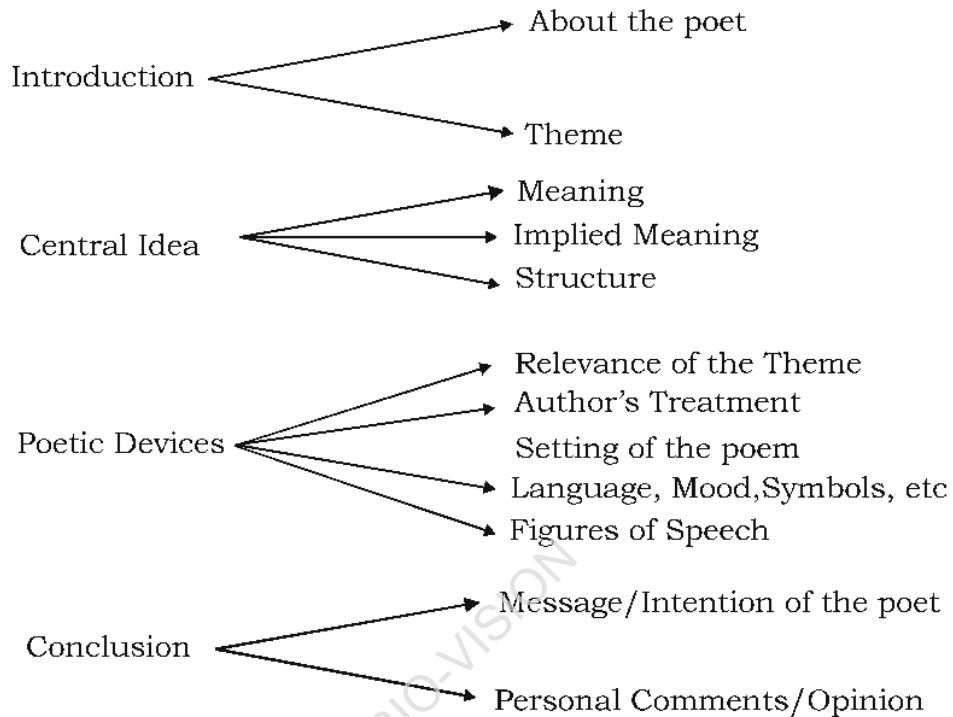 About the poet
Introduction
Theme
Meaning
Implied Meaning
Central Idea
Structure
Relevance of the Theme
Author's Treatment
Poetic Devices
Setting of the poem
Language, Mood,Symbols, etc
Figures of Speech
Message/Intention of the poet
Conclusion
Personal Comments/Opinion